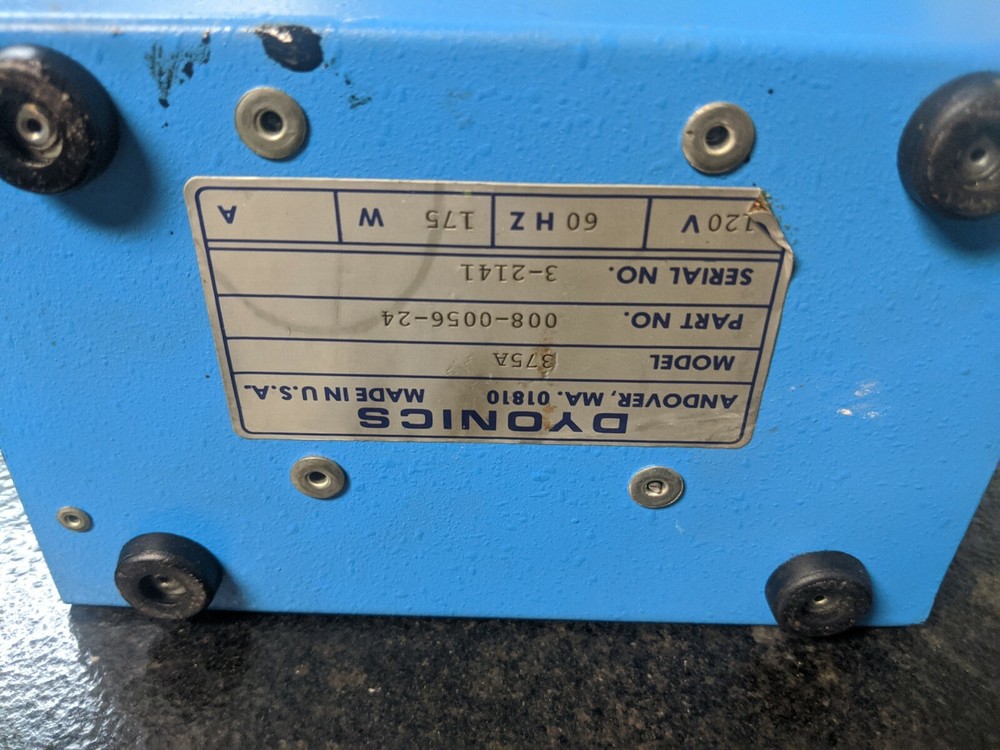 DYONICS
ANDOVER, MA. 01810 MADE IN U.S.A.
MODEL 375A
PART NO. 008-0056-24
SERIAL NO. 3-2141
120 V 60 HZ 175 W A